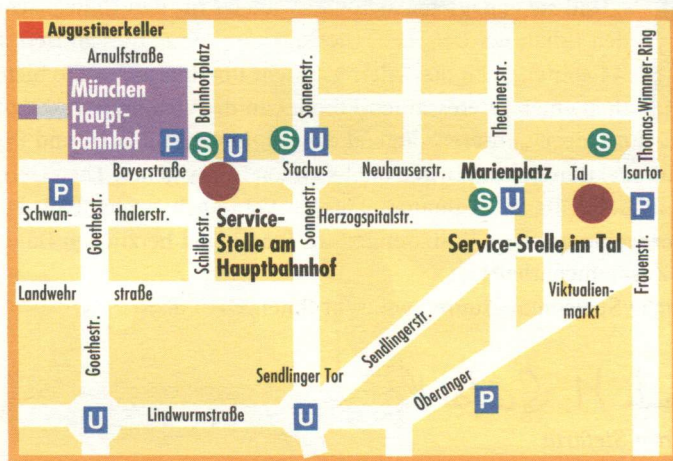 Augustinerkeller
Arnulfstraße
München
Haupt-
bahnhof
Bahnhofplatz
Sonnenstr.
Theatinerstr.
Thomas-Wimmer-Ring
P
S
U
S
U
S
Bayerstraße
Stachus
Neuhauserstr.
Marienplatz
Tal
Isartor
P
S
U
P
Schwan-
thalerstr.
Goethestr.
Schillerstr.
Service-
Stelle am
Hauptbahnhof
Sonnenstr.
Herzogspitalstr.
Service-Stelle im Tal
Frauenstr.
Landwehr
straße
Viktualien-
markt
Goethestr.
Sendlingerstr.
Sendlinger Tor
Oberanger
P
U
Lindwurmstraße
U